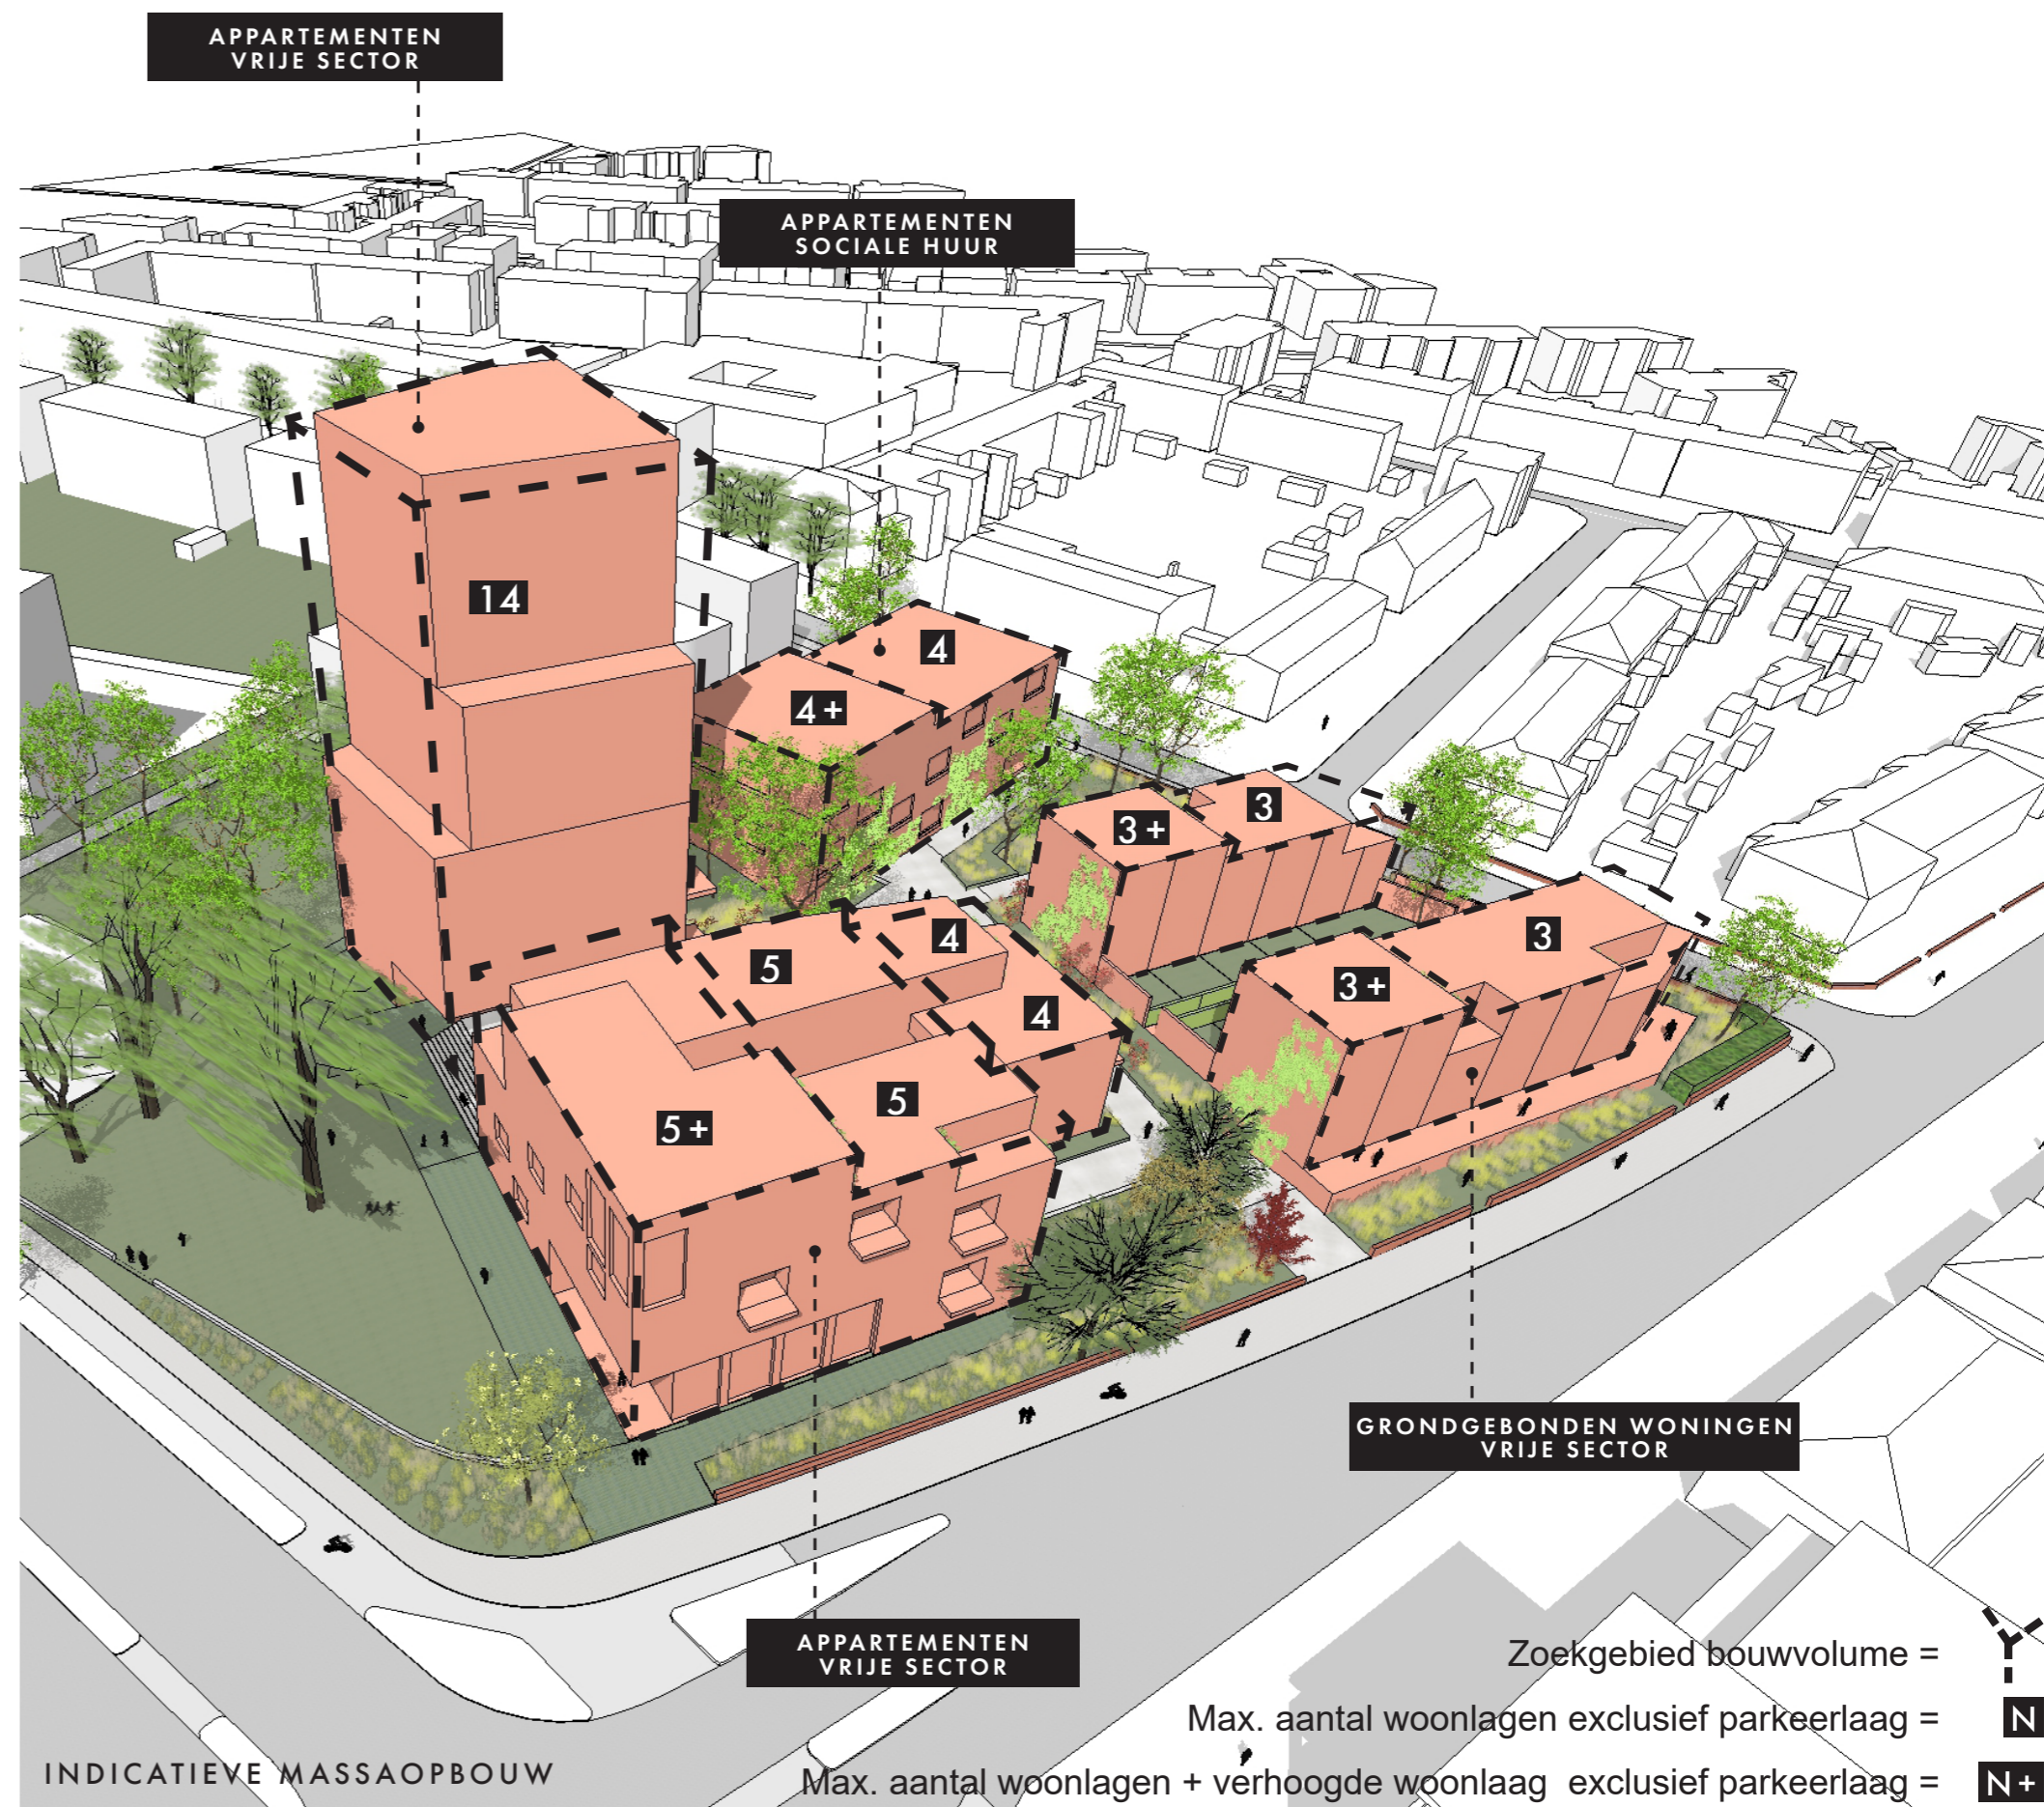 APPARTEMENTEN
VRIJE SECTOR
APPARTEMENTEN
SOCIALE HUUR
14
4
4+
3
3+
3
4
5
3+
4
5
5+
GRONDGEBONDEN WONINGEN
VRIJE SECTOR
APPARTEMENTEN
VRIJE SECTOR
Zoekgebied bouwvolume =
Max. aantal woonlagen exclusief parkeerlaag = N
INDICATIEVE MASSAOPBOUW
Max. aantal woonlagen + verhoogde woonlaag exclusief parkeerlaag = N+